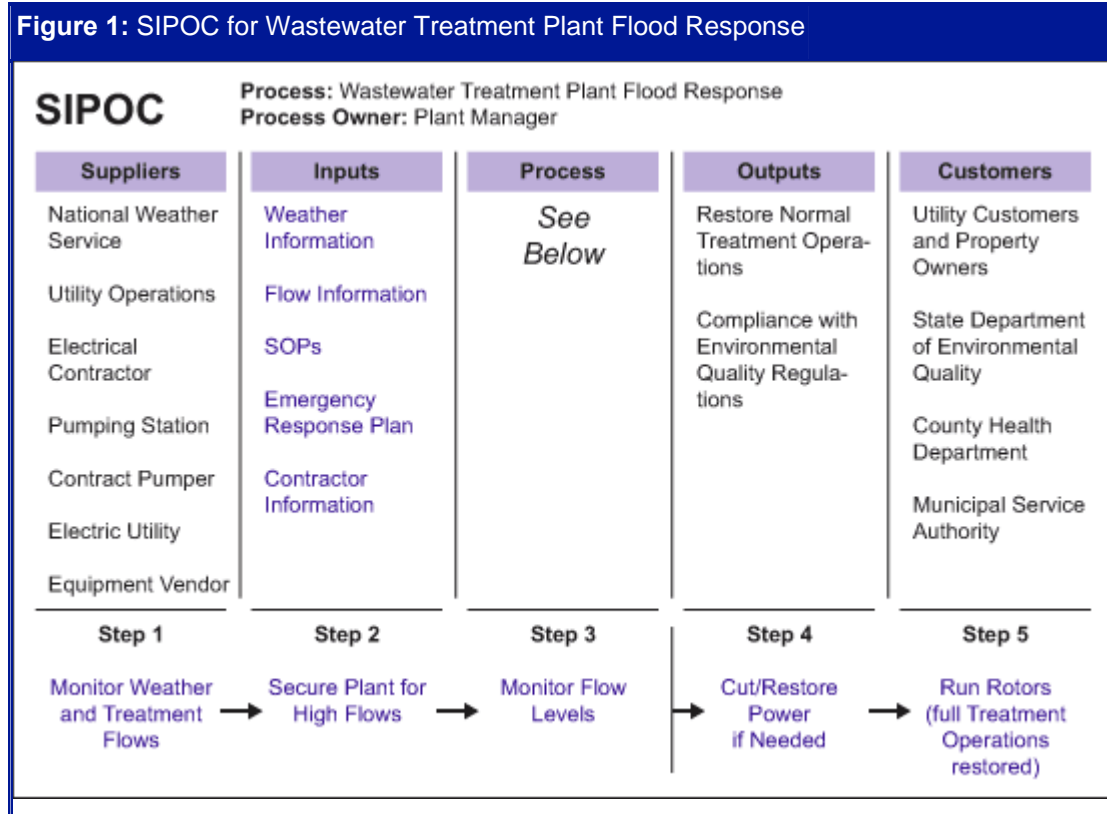 Figure 1: SIPOC for Wastewater Treatment Plant Flood Response
SIPOC
Process: Wastewater Treatment Plant Flood Response
Process Owner: Plant Manager
Suppliers
National Weather
Service
Utility Operations
Electrical
Contractor
Pumping Station
Contract Pumper
Electric Utility
Equipment Vendor
Inputs
Weather
Information
Flow Information
SOPs
Emergency
Response Plan
Contractor
Information
Process
See
Below
Outputs
Restore Normal
Treatment Opera-
tions
Compliance with
Environmental
Quality Regula-
tions
Customers
Utility Customers
and Property
Owners
State Department
of Environmental
Quality
County Health
Department
Municipal Service
Authority
Step 1
Monitor Weather
and Treatment
Flows
Step 2
Secure Plant for
High Flows
Step 3
Monitor Flow
Levels
Step 4
Cut/Restore
Power
if Needed
Step 5
Run Rotors
(full Treatment
Operations
restored)